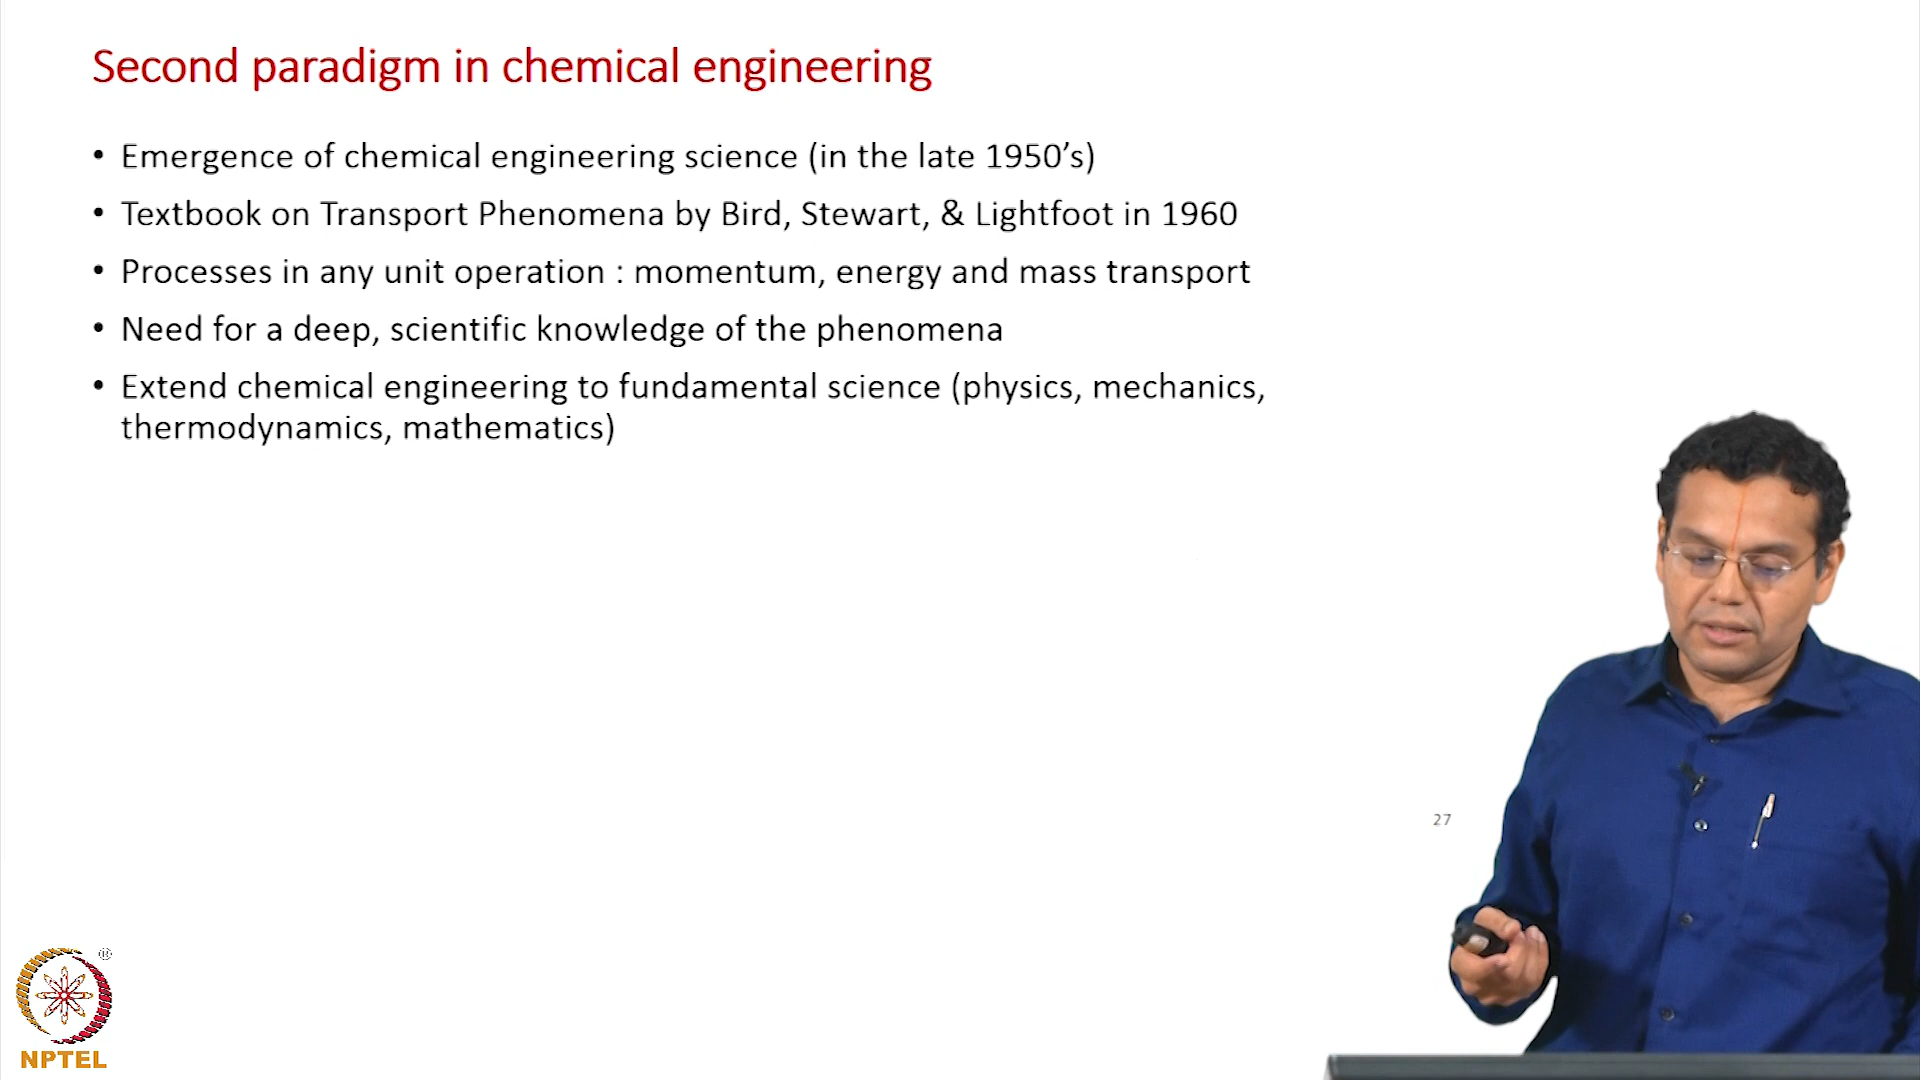 Second paradigm in chemical engineering
• Emergence of chemical engineering science (in the late 1950’s)
• Textbook on Transport Phenomena by Bird, Stewart, & Lightfoot in 1960
• Processes in any unit operation : momentum, energy and mass transport
• Need for a deep, scientific knowledge of the phenomena
• Extend chemical engineering to fundamental science (physics, mechanics,
thermodynamics, mathematics)
27
®
NPTEL